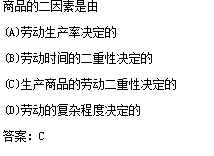 商品的二因素是由
(A)劳动生产率决定的
(B)劳动时间的二重性决定的
(C)生产商品的劳动二重性决定的
(D)劳动的复杂程度决定的
答案：C